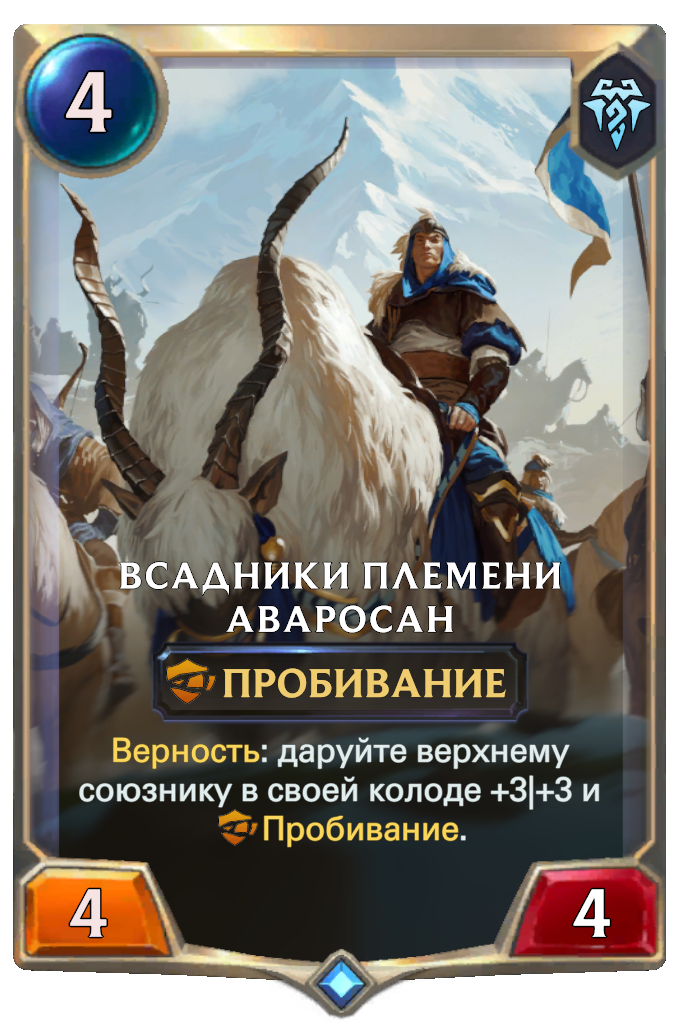 4
ВСАДНИКИ ПЛЕМЕНИ
АВАРОСАН
ПРОБИВАНИЕ
Верность: даруйте верхнему
союзнику в своей колоде +3|+3 и
Пробивание.
4
4